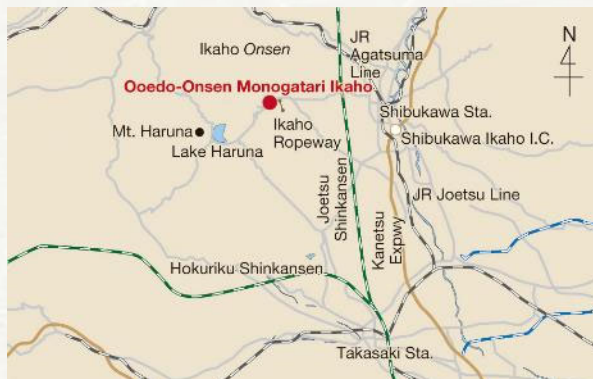 N
JR
Agatsuma
Line
Ikaho Onsen
Ooedo-Onsen Monogatari Ikaho
Shibukawa Sta.
Ikaho
Ropeway
Mt. Haruna
Lake Haruna
Shibukawa Ikaho I.C.
JR Joetsu Line
Joetsu
Shinkansen
Kanetsu
Expwy
Hokuriku Shinkansen
Takasaki Sta.